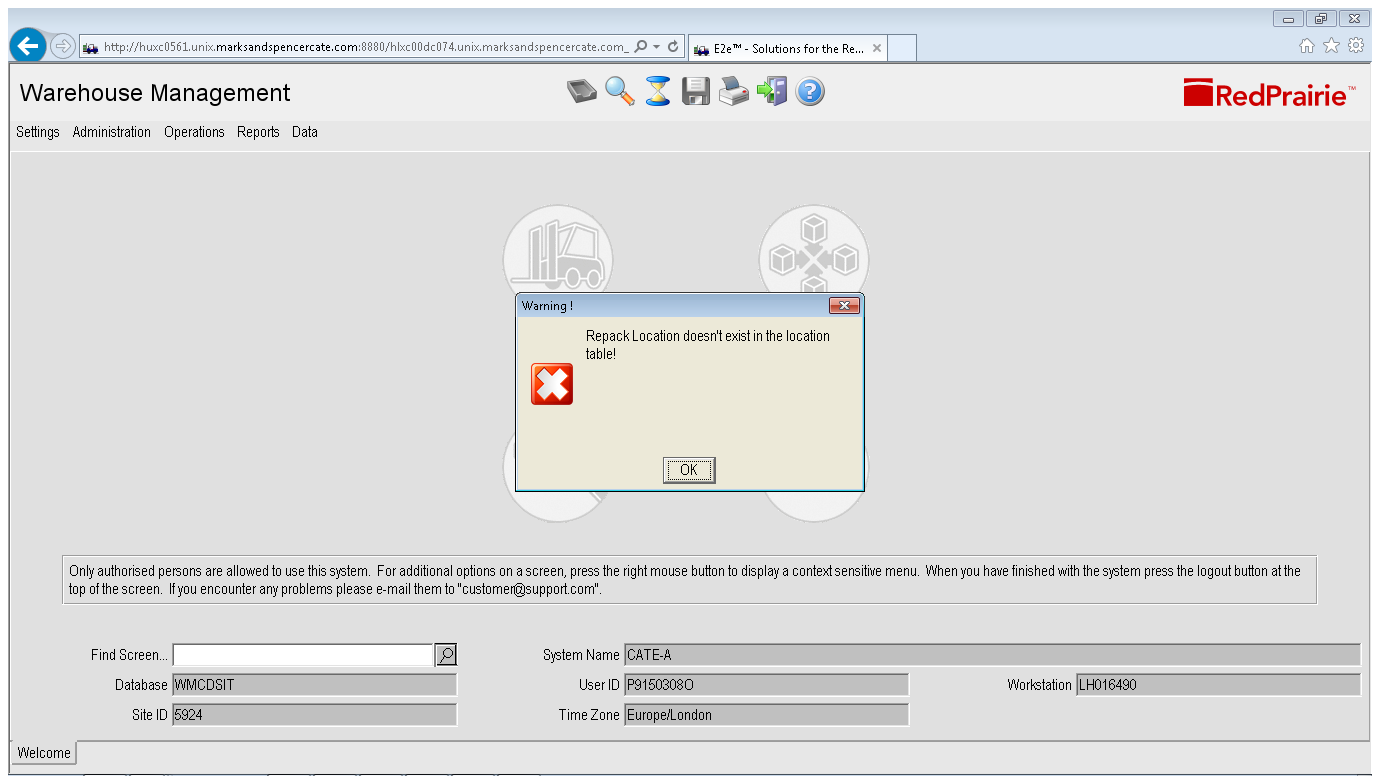 http://huxc0561.unix.marksandspencercate.com:8880/hlxc00dc074.unix.marksandspencercate.com_
E2e™ - Solutions for the Re...
Warehouse Management
RedPrairie™
Settings Administration Operations Reports Data
Warning !
Repack Location doesn't exist in the location
table!
OK
Only authorised persons are allowed to use this system. For additional options on a screen, press the right mouse button to display a context sensitive menu. When you have finished with the system press the logout button at the
top of the screen. If you encounter any problems please e-mail them to "customer@support.com".
Find Screen... System Name CATE-A
Database WMCDSIT User ID P9150308O Workstation LH016490
Site ID 5924 Time Zone Europe/London
Welcome